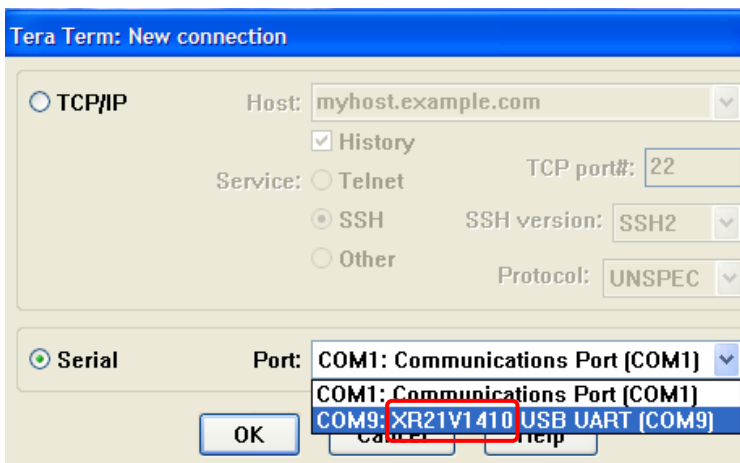 Tera Term: New connection
TCP/IP Host: myhost.example.com
History
Service: Telnet TCP port#: 22
SSH SSH version: SSH2
Other Protocol: UNSPEC
Serial Port: COM1: Communications Port (COM1)
COM1: Communications Port (COM1)
COM9: XR21V1410 USB UART (COM9)
OK Cancel Help